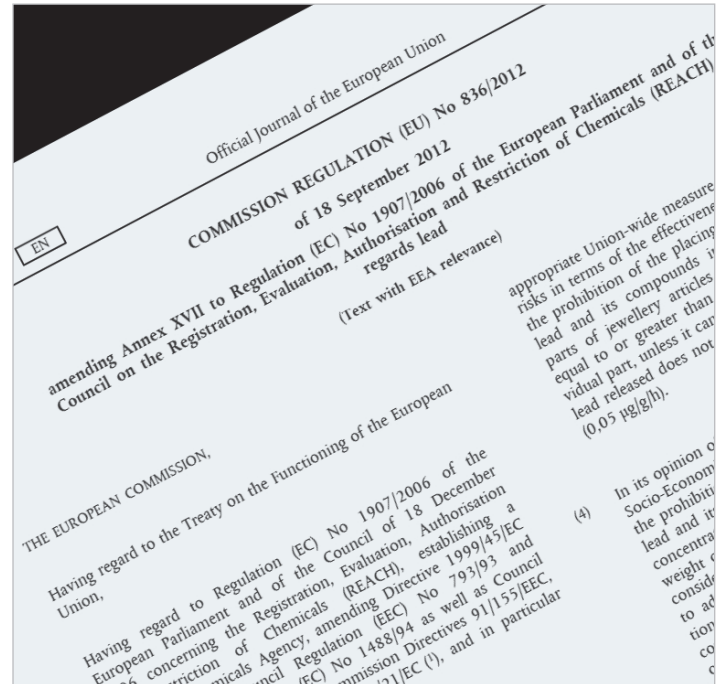 Official Journal of the European Union
EN
COMMISSION REGULATION (EU) No 836/2012
of 18 September 2012
amending Annex XVII to Regulation (EC) No 1907/2006 of the European Parliament and of the
Council on the Registration, Evaluation, Authorisation and Restriction of Chemicals (REACH)
regards lead
(Text with EEA relevance)
THE EUROPEAN COMMISSION,
Having regard to the Treaty on the Functioning of the European
Union,
Having regard to Regulation (EC) No 1907/2006 of the
European Parliament and of the Council of 18 December
concerning the Registration, Evaluation, Authorisation
of Chemicals (REACH), establishing a
Agency, amending Directive 1999/45/EC
Regulation (EEC) No 793/93 and
(EC) No 1488/94 as well as Council
Directives 91/155/EEC,
(¹), and in particular
appropriate Union-wide measure
risks in terms of the
the prohibition of the placing
lead and its compounds
parts of jewellery articles
equal to or greater than
vidual part, unless it can
lead released does not
(0,05 µg/g/h).
(4)
In its opinion
the
lead and
weight
to